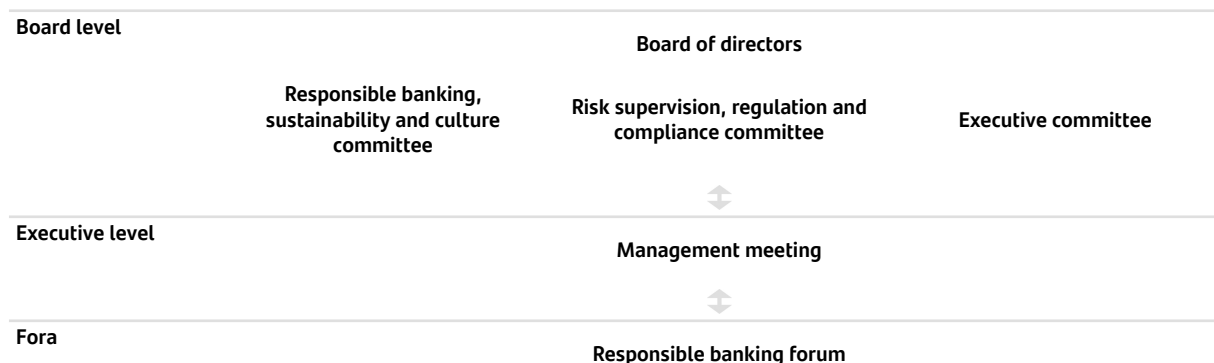 Board level
Board of directors
Responsible banking,
sustainability and culture
committee
Risk supervision, regulation and
compliance committee
Executive committee
Executive level
Management meeting
Fora
Responsible banking forum